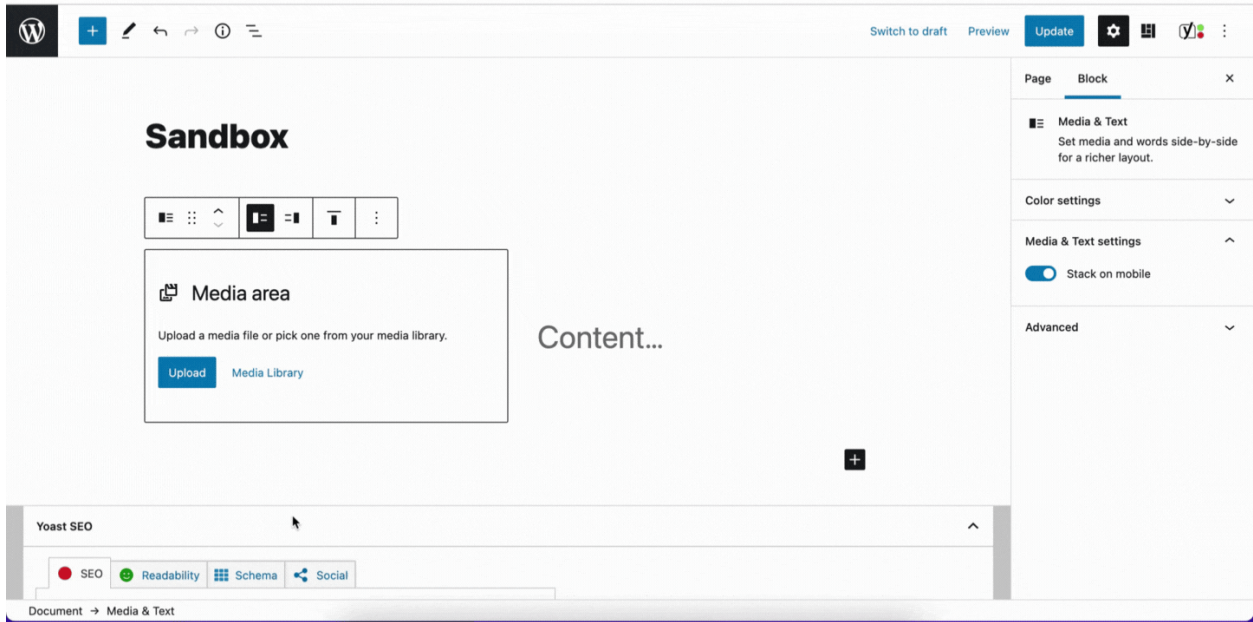 Switch to draft Preview Update
Page Block
Sandbox
Media & Text
Set media and words side-by-side
for a richer layout.
Color settings
Media & Text settings
Stack on mobile
Advanced
Media area
Upload a media file or pick one from your media library.
Upload Media Library
Content...
Yoast SEO
SEO Readability Schema Social
Document → Media & Text